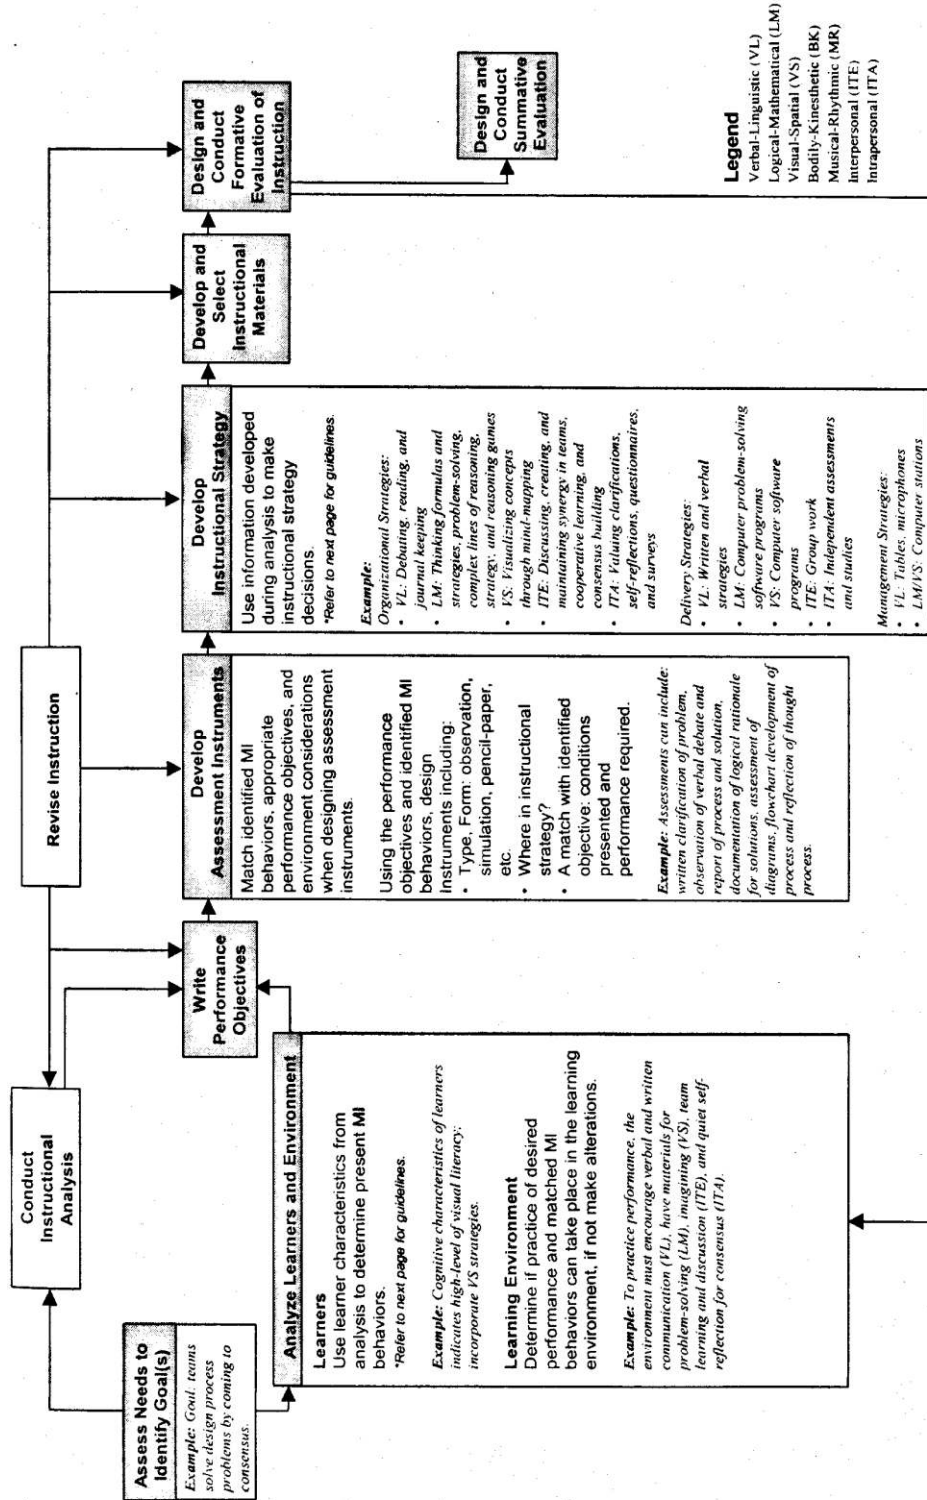 Assess Needs to
Identify Goal(s)
Example: Goal: teams
solve design process
problems by coming to
consensus.
Conduct
Instructional
Analysis
Analyze Learners and Environment
Learners
Use learner characteristics from
analysis to determine present MI
behaviors.
*Refer to next page for guidelines.
Example: Cognitive characteristics of learners
indicates high-level of visual literacy;
incorporate VS strategies.
Learning Environment
Determine if practice of desired
performance and matched MI
behaviors can take place in the learning
environment, if not make alterations.
Example: To practice performance, the
environment must encourage verbal and written
communication (VL), have materials for
problem-solving (LM), imagining (VS), team
learning and discussion (ITE), and quiet self-
reflection for consensus (ITA).
Write
Performance
Objectives
Revise Instruction
Develop
Assessment Instruments
Match identified MI
behaviors, appropriate
performance objectives, and
environment considerations
when designing assessment
instruments.
Using the performance
objectives and identified MI
behaviors, design
Instruments including:
• Type, Form: observation,
simulation, pencil-paper,
etc.
• Where in instructional
strategy?
• A match with identified
objective: conditions
presented and
performance required.
Example: Assessments can include:
written clarification of problem,
observation of verbal debate and
report of process and solution,
documentation of logical rationale
for solutions, assessment of
diagrams, flowchart development of
process and reflection of thought
process.
Develop
Instructional Strategy
Use information developed
during analysis to make
instructional strategy
decisions.
*Refer to next page for guidelines.
Example:
Organizational Strategies:
• VL: Debating, reading, and
journal keeping
• LM: Thinking formulas and
strategies, problem-solving,
complex lines of reasoning,
strategy, and reasoning games
• VS: Visualizing concepts
through mind-mapping
• ITE: Discussing, creating, and
maintaining synergy in teams,
cooperative learning, and
consensus building
• ITA: Valuing clarifications,
self-reflections, questionnaires,
and surveys
Delivery Strategies:
• VL: Written and verbal
strategies
• LM: Computer problem-solving
software programs
• VS: Computer software
programs
• ITE: Group work
• ITA: Independent assessments
and studies
Management Strategies:
• VL: Tables, microphones
• LM/VS: Computer stations
Develop and
Select
Instructional
Materials
Design and
Conduct
Formative
Evaluation of
Instruction
Design and
Conduct
Summative
Evaluation
Legend
Verbal-Linguistic (VL)
Logical-Mathematical (LM)
Visual-Spatial (VS)
Bodily-Kinesthetic (BK)
Musical-Rhythmic (MR)
Interpersonal (ITE)
Intrapersonal (ITA)